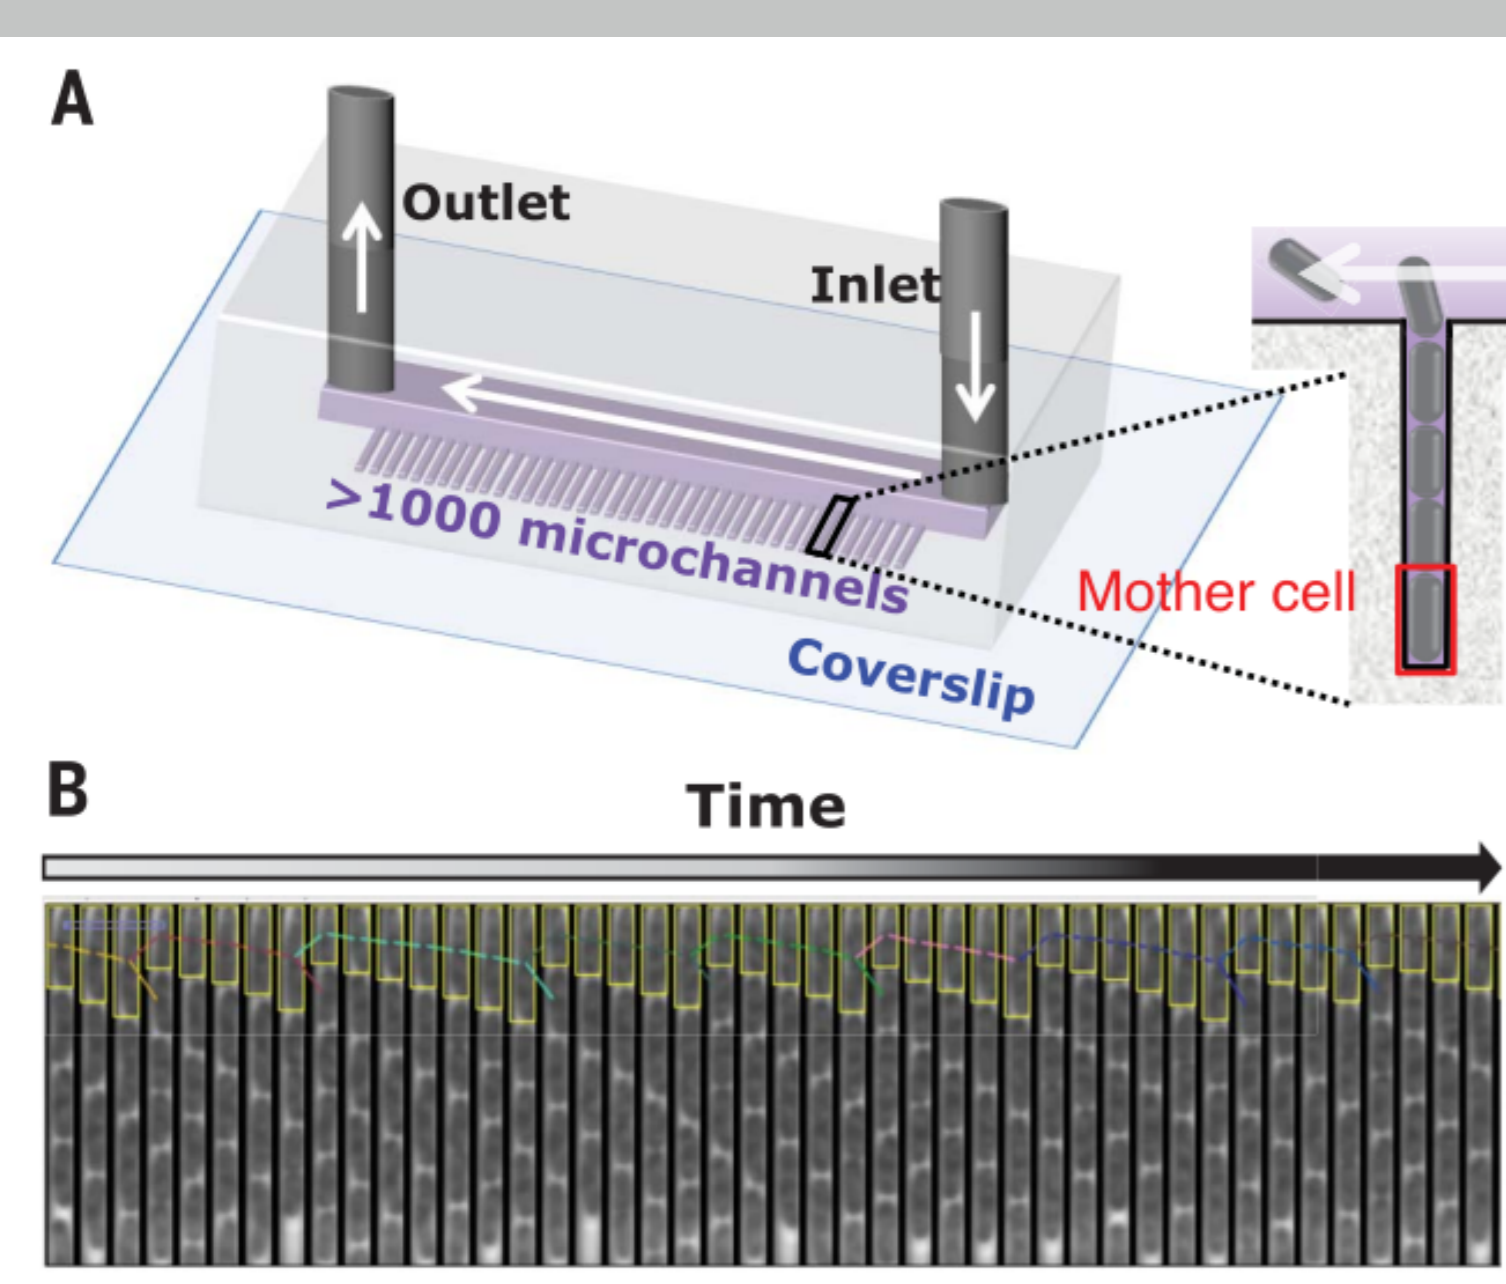 A
Outlet
Inlet
>1000 microchannels
Mother cell
Coverslip
B
Time